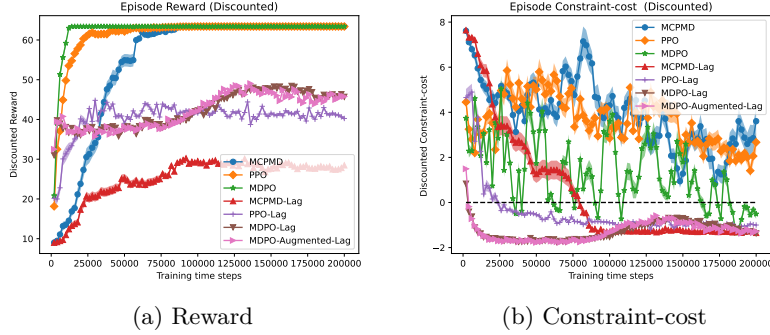 Episode Reward (Discounted)
Discounted Reward
60
50
40
30
20
10
MCPMD
PPO
MDPO
MCPMD-Lag
PPO-Lag
MDPO-Lag
MDPO-Augmented-Lag
0 25000 50000 75000 100000 125000 150000 175000 200000
Training time steps
(a) Reward
Episode Constraint-cost (Discounted)
Discounted Constraint-cost
8
6
4
2
0
−2
MCPMD
PPO
MDPO
MCPMD-Lag
PPO-Lag
MDPO-Lag
MDPO-Augmented-Lag
0 25000 50000 75000 100000 125000 150000 175000 200000
Training time steps
(b) Constraint-cost